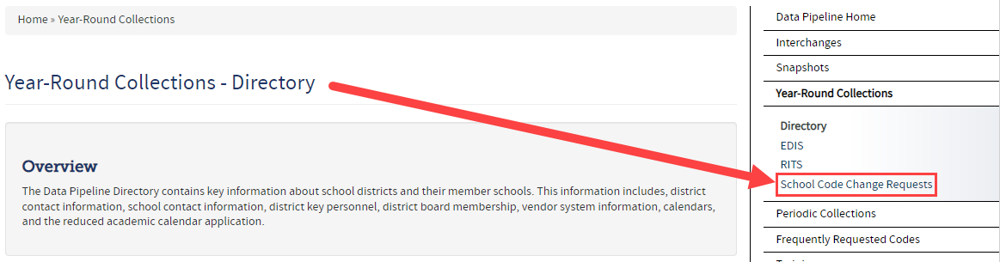 Home » Year-Round Collections
Year-Round Collections - Directory
Overview
The Data Pipeline Directory contains key information about school districts and their member schools. This information includes, district
contact information, school contact information, district key personnel, district board membership, vendor system information, calendars,
and the reduced academic calendar application.
Data Pipeline Home
Interchanges
Snapshots
Year-Round Collections
Directory
EDIS
RITS
School Code Change Requests
Periodic Collections
Frequently Requested Codes